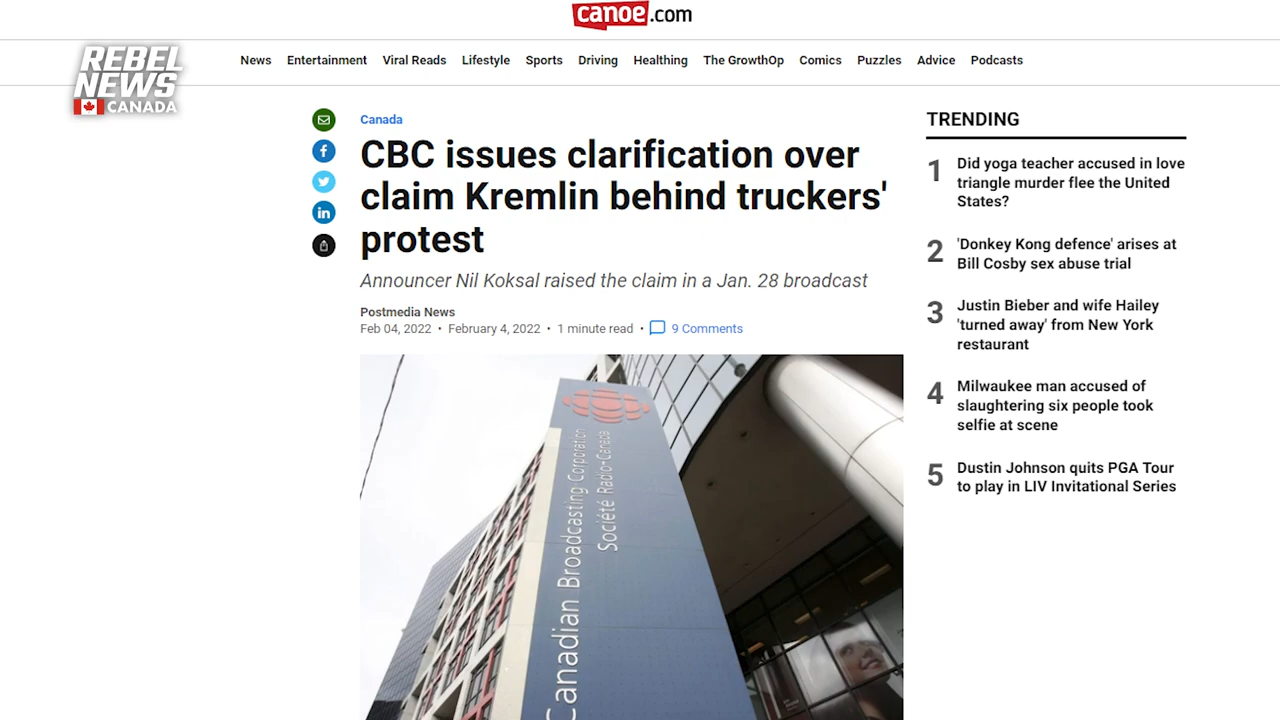 canoe.com
REBEL
NEWS
CANADA
News Entertainment Viral Reads Lifestyle Sports Driving Healthing The GrowthOp Comics Puzzles Advice Podcasts
Canada
CBC issues clarification over
claim Kremlin behind truckers'
protest
Announcer Nil Koksal raised the claim in a Jan. 28 broadcast
Postmedia News
Feb 04, 2022 • February 4, 2022 • 1 minute read • 9 Comments
Canadian Broadcasting Corporation
Société Radio-Canada
TRENDING
1 Did yoga teacher accused in love
triangle murder flee the United
States?
2 'Donkey Kong defence' arises at
Bill Cosby sex abuse trial
3 Justin Bieber and wife Hailey
'turned away' from New York
restaurant
4 Milwaukee man accused of
slaughtering six people took
selfie at scene
5 Dustin Johnson quits PGA Tour
to play in LIV Invitational Series